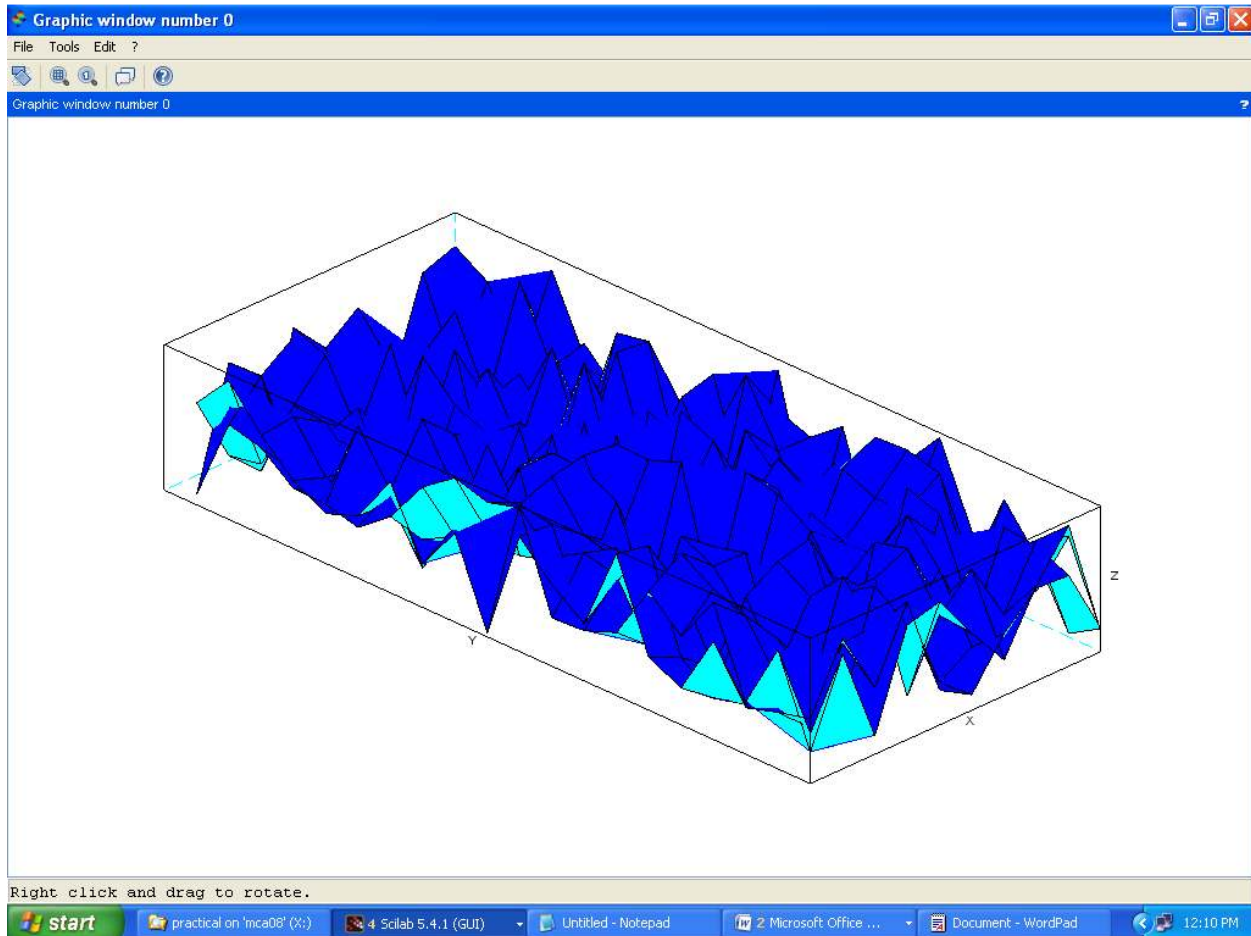 Graphic window number 0
File Tools Edit ?
Graphic window number 0 ?
Z
Y
X
Right click and drag to rotate.
start practical on 'mca08' (X:) 4 Scilab 5.4.1 (GUI) Untitled - Notepad 2 Microsoft Office ... Document - WordPad 12:10 PM